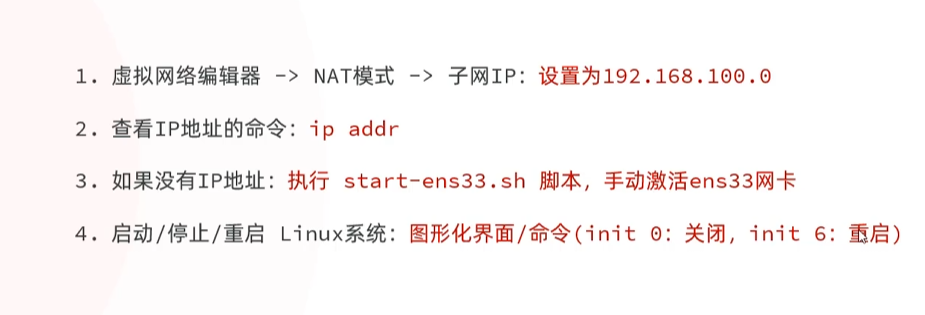 1. 虚拟网络编辑器 -> NAT模式 -> 子网IP: 设置为192.168.100.0
2. 查看IP地址的命令: ip addr
3. 如果没有IP地址: 执行 start-ens33.sh 脚本, 手动激活ens33网卡
4. 启动/停止/重启 Linux系统: 图形化界面/命令(init 0: 关闭, init 6: 重启)